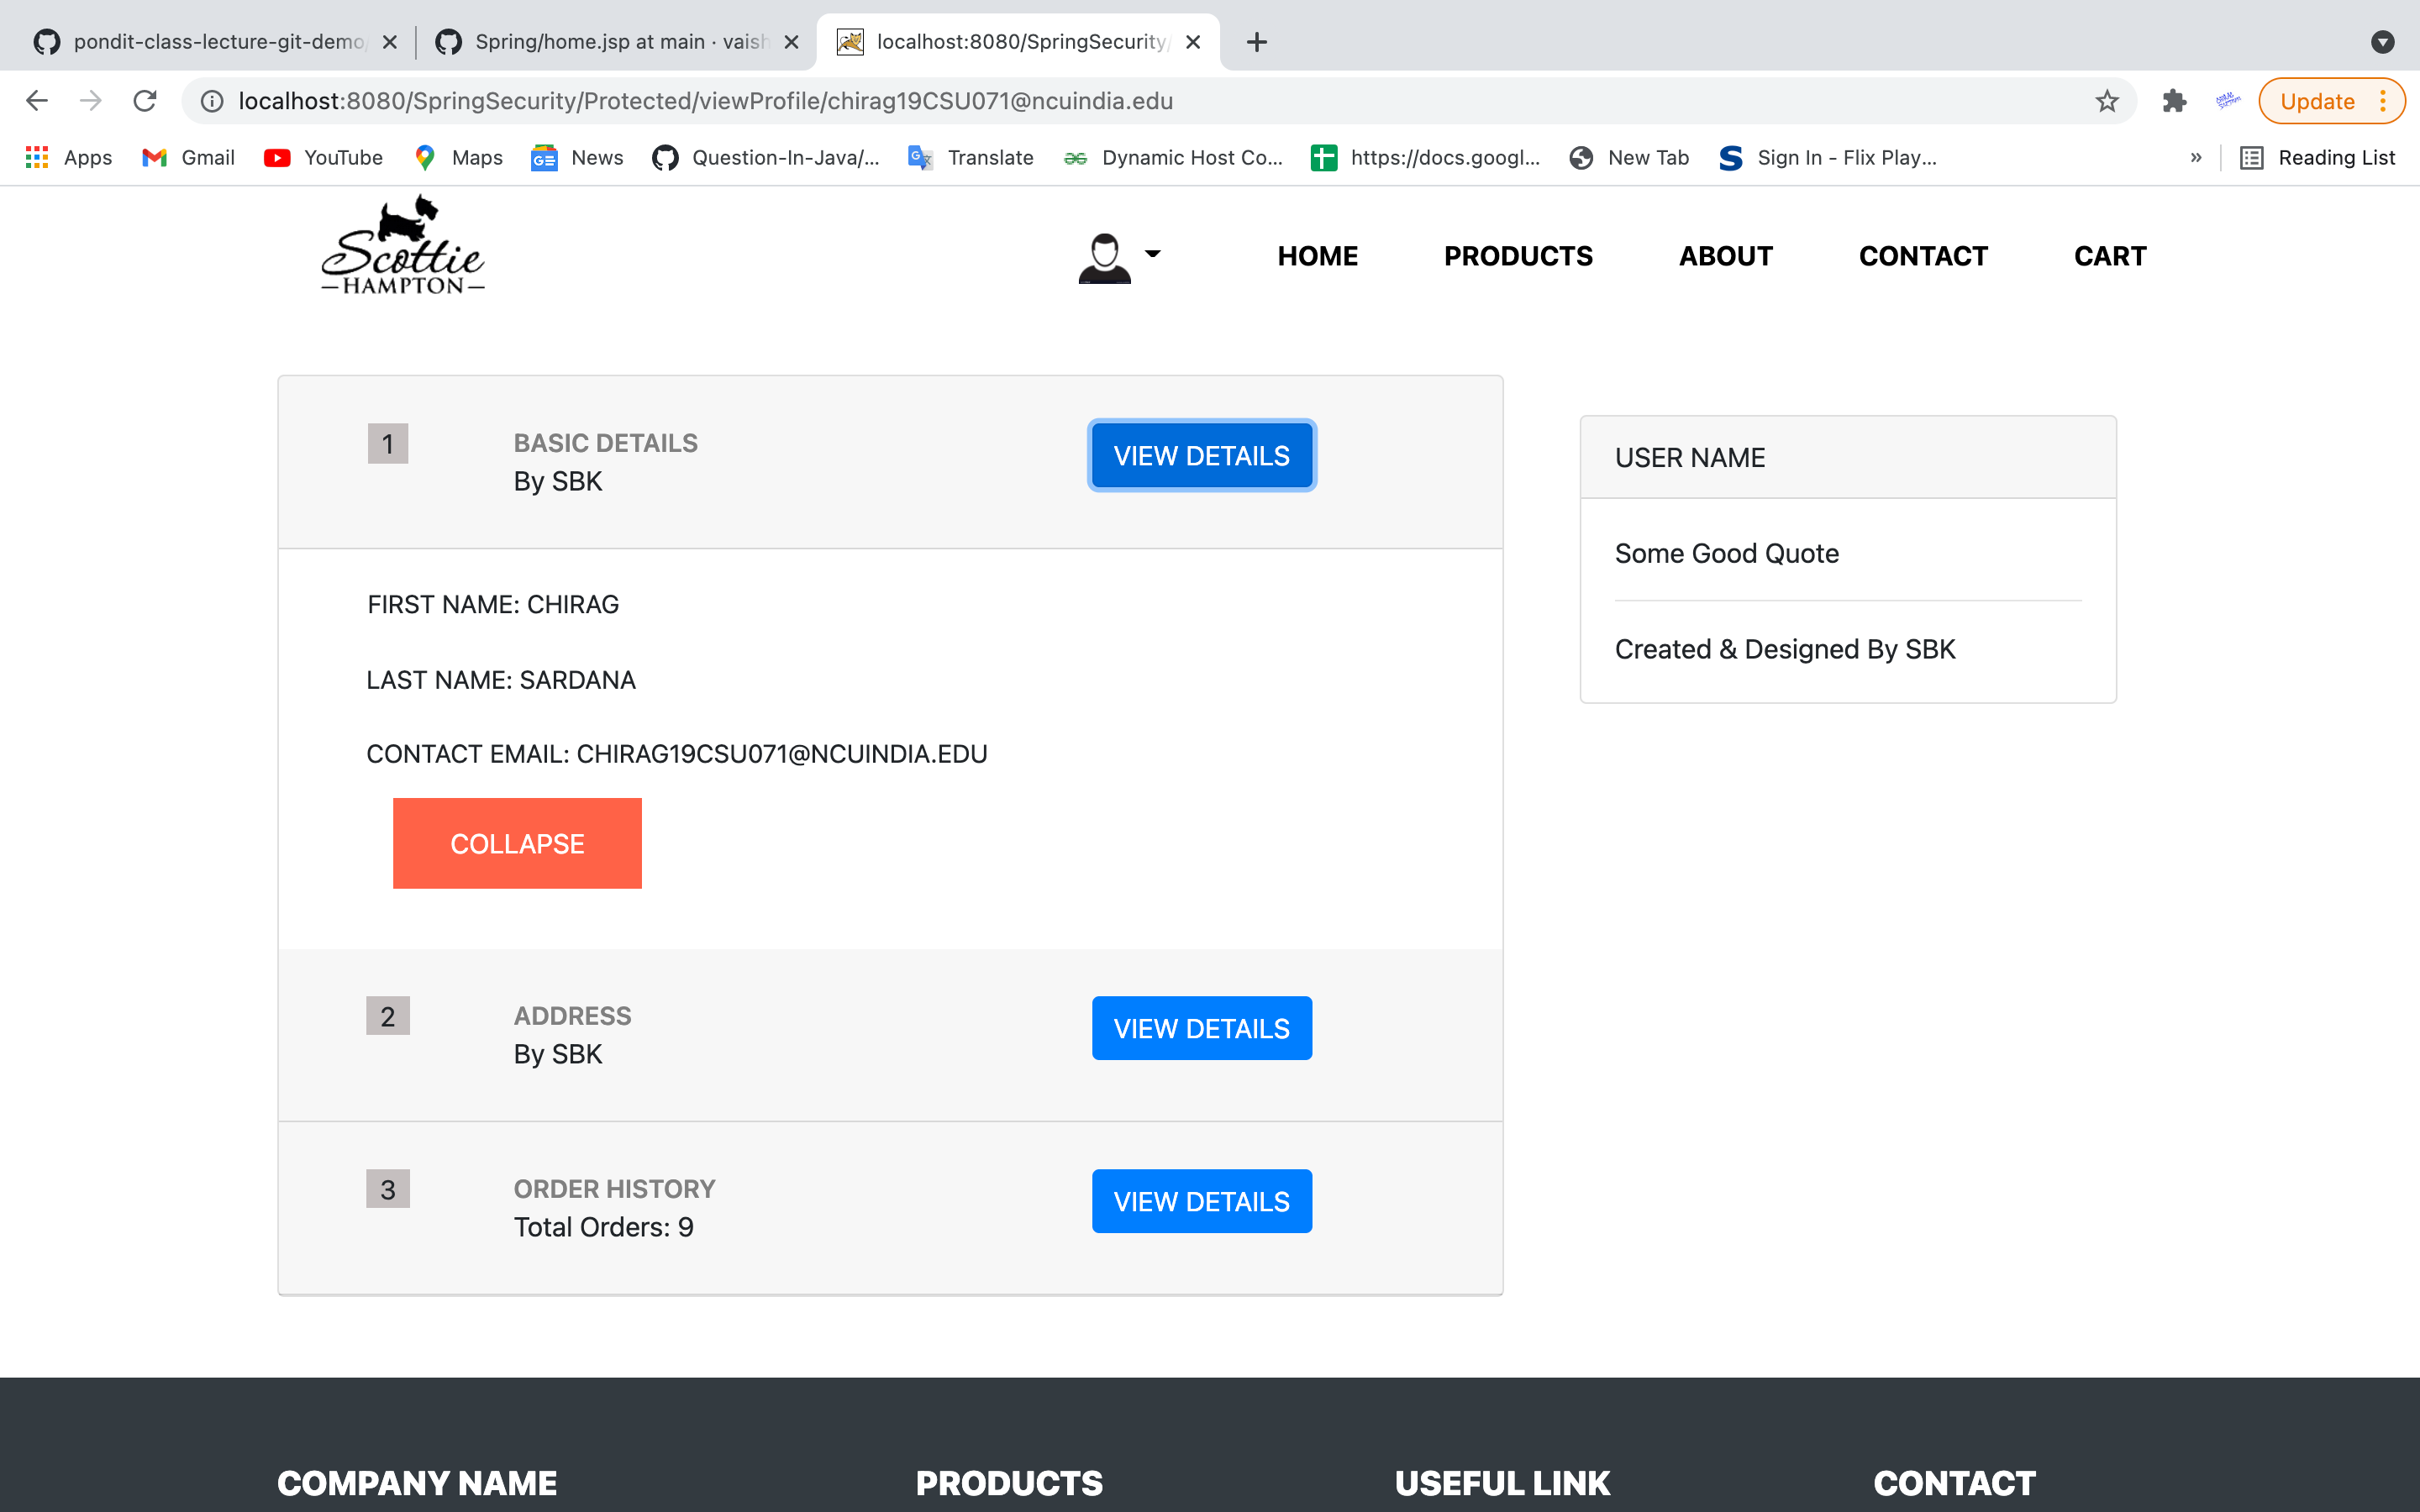 pondit-class-lecture-git-demo/
Spring/home.jsp at main · vaish
localhost:8080/SpringSecurity/
localhost:8080/SpringSecurity/Protected/viewProfile/chirag19CSU071@ncuindia.edu
Update
Apps
Gmail
YouTube
Maps
News
Question-In-Java/...
Translate
Dynamic Host Co...
https://docs.googl...
New Tab
Sign In - Flix Play...
»
Reading List
Scottie
HAMPTON
HOME
PRODUCTS
ABOUT
CONTACT
CART
1
BASIC DETAILS
By SBK
VIEW DETAILS
FIRST NAME: CHIRAG
LAST NAME: SARDANA
CONTACT EMAIL: CHIRAG19CSU071@NCUINDIA.EDU
COLLAPSE
2
ADDRESS
By SBK
VIEW DETAILS
3
ORDER HISTORY
Total Orders: 9
VIEW DETAILS
USER NAME
Some Good Quote
Created & Designed By SBK
COMPANY NAME
PRODUCTS
USEFUL LINK
CONTACT